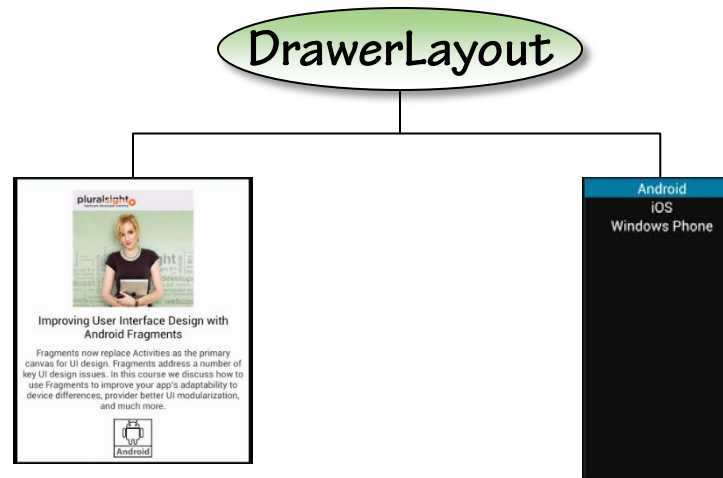 DrawerLayout
pluralsight
Improving User Interface Design with
Android Fragments
Fragments now replace Activities as the primary
canvas for UI design. Fragments address a number of
key UI design issues. In this course we discuss how to
use Fragments to improve your app's adaptability to
device differences, provider better UI modularization,
and much more.
Android
Android
iOS
Windows Phone